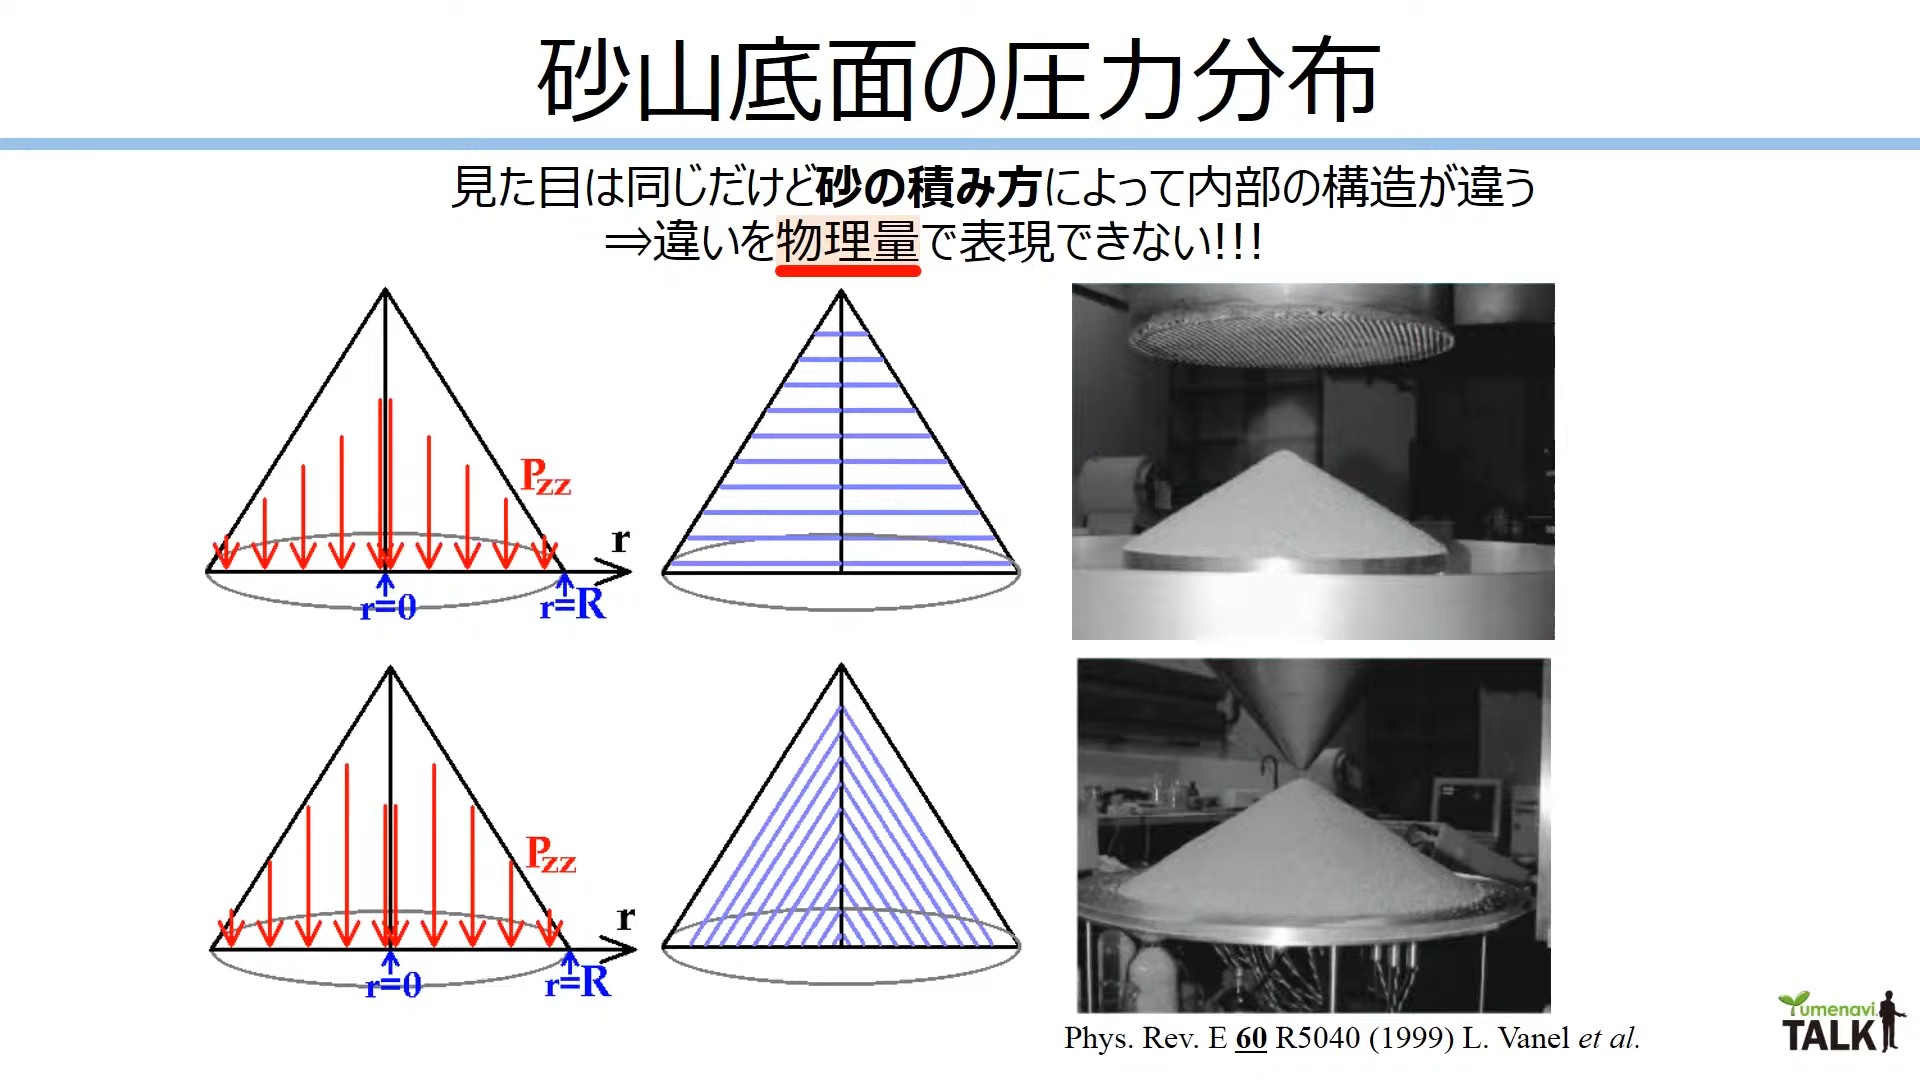 砂山底面の圧力分布
見た目は同じだけど砂の積み方によって内部の構造が違う
⇒違いを物理量で表現できない!!!
Pzz
r
r=0
r=R
Pzz
r
r=0
r=R
Phys. Rev. E 60 R5040 (1999) L. Vanel et al.
Yumenavi
TALK